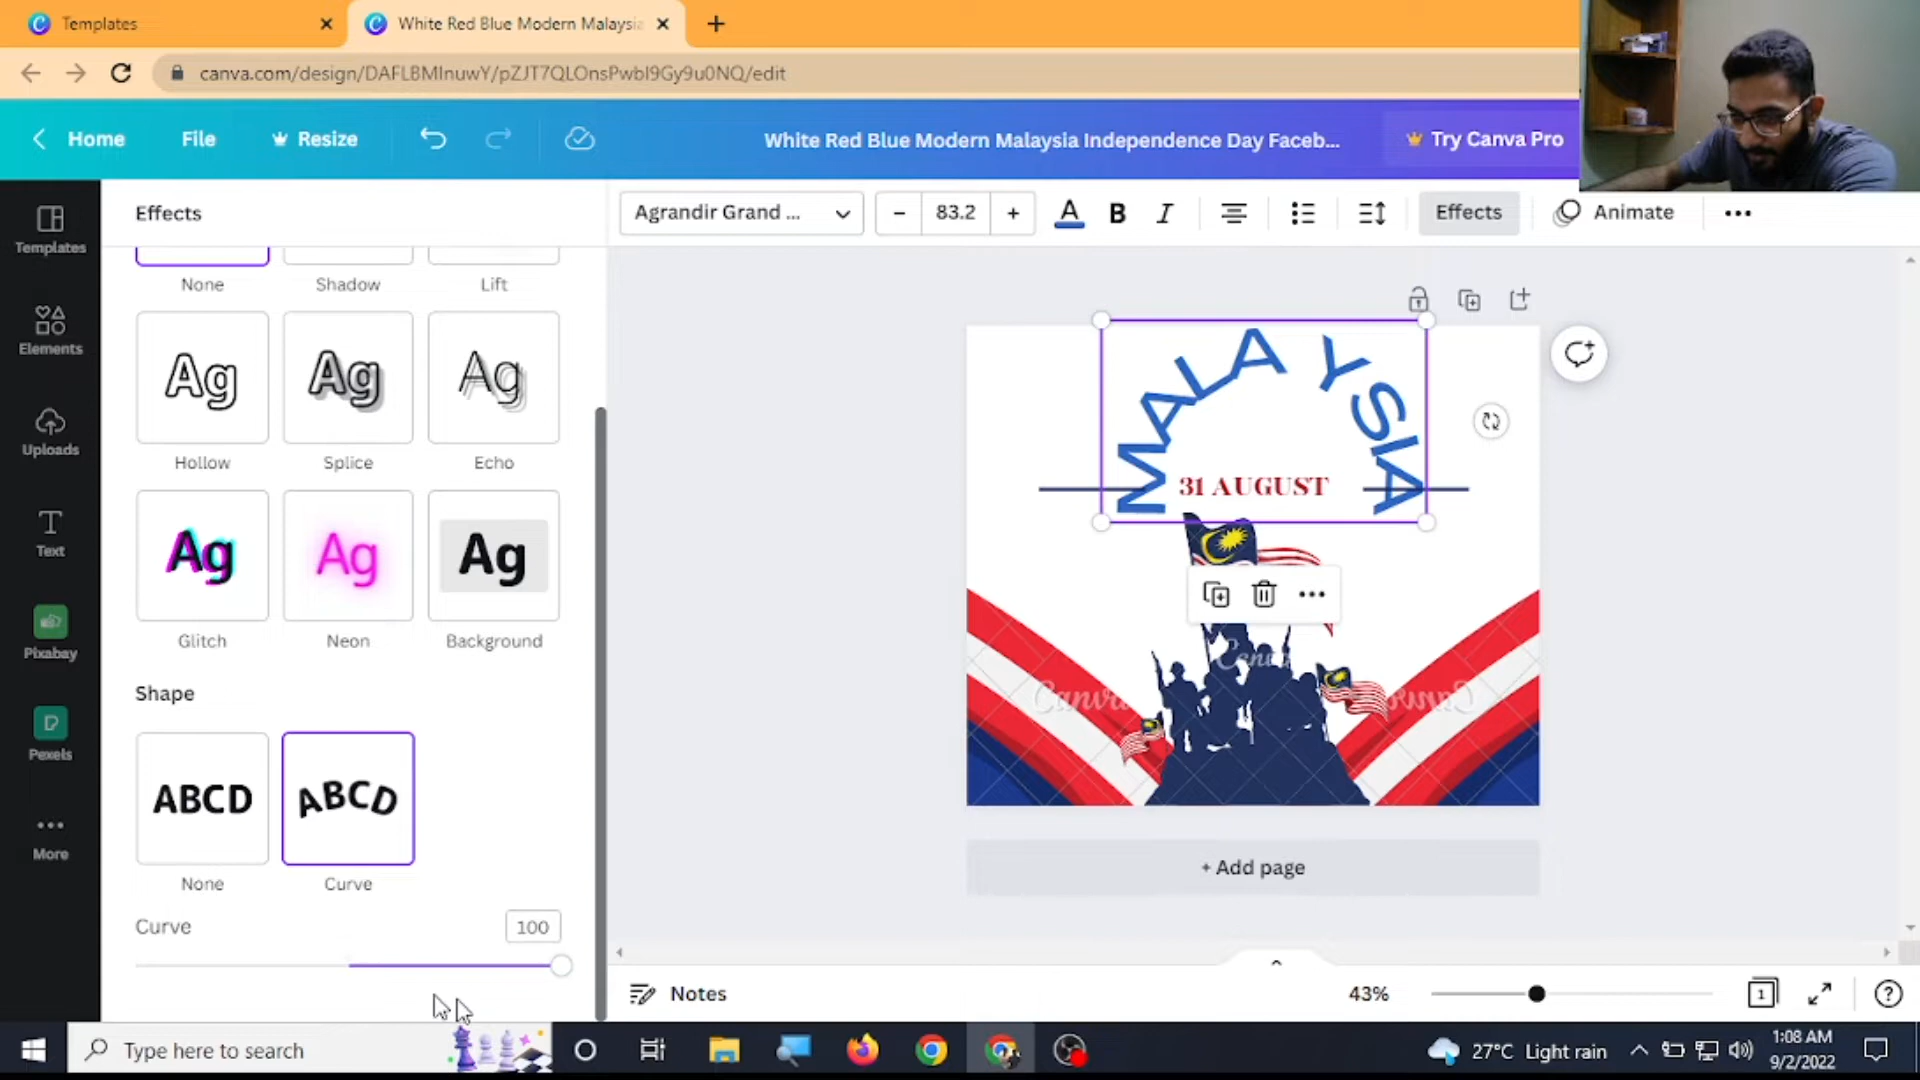 Templates
White Red Blue Modern Malaysia
canva.com/design/DAFLBMInuwY/pZJT7QLOnsPwbI9Gy9u0NQ/edit
Home
File
Resize
White Red Blue Modern Malaysia Independence Day Faceb...
Try Canva Pro
Templates
Elements
Uploads
Text
Pixabay
Pexels
More
Effects
None
Shadow
Lift
Ag
Ag
Ag
Hollow
Splice
Echo
Ag
Ag
Ag
Glitch
Neon
Background
Shape
ABCD
ABCD
None
Curve
Curve
100
Agrandir Grand ...
83.2
A
B
I
Effects
Animate
MALAYSIA
31 AUGUST
Canva
Canva
Canva
+ Add page
Notes
43%
1
Type here to search
27°C Light rain
1:08 AM
9/2/2022